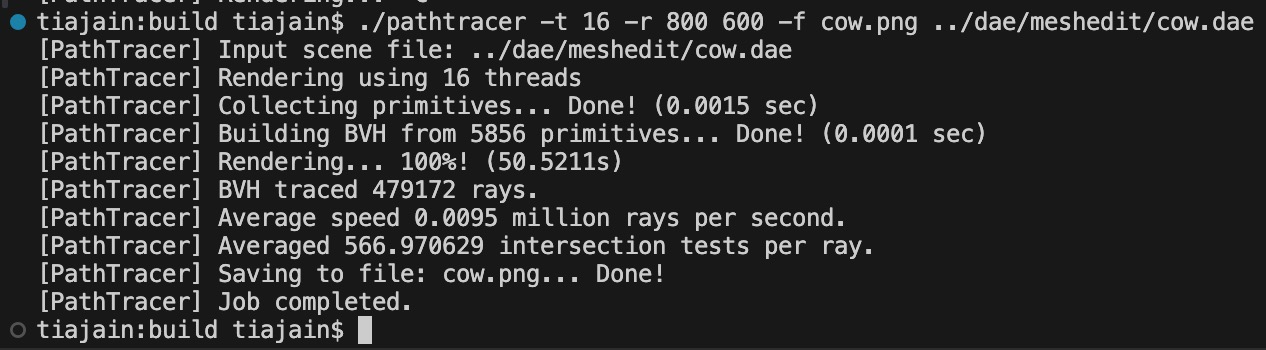 tiajain:build tiajain$ ./pathtracer -t 16 -r 800 600 -f cow.png ../dae/meshedit/cow.dae
[PathTracer] Input scene file: ../dae/meshedit/cow.dae
[PathTracer] Rendering using 16 threads
[PathTracer] Collecting primitives... Done! (0.0015 sec)
[PathTracer] Building BVH from 5856 primitives... Done! (0.0001 sec)
[PathTracer] Rendering... 100%! (50.5211s)
[PathTracer] BVH traced 479172 rays.
[PathTracer] Average speed 0.0095 million rays per second.
[PathTracer] Averaged 566.970629 intersection tests per ray.
[PathTracer] Saving to file: cow.png... Done!
[PathTracer] Job completed.
tiajain:build tiajain$